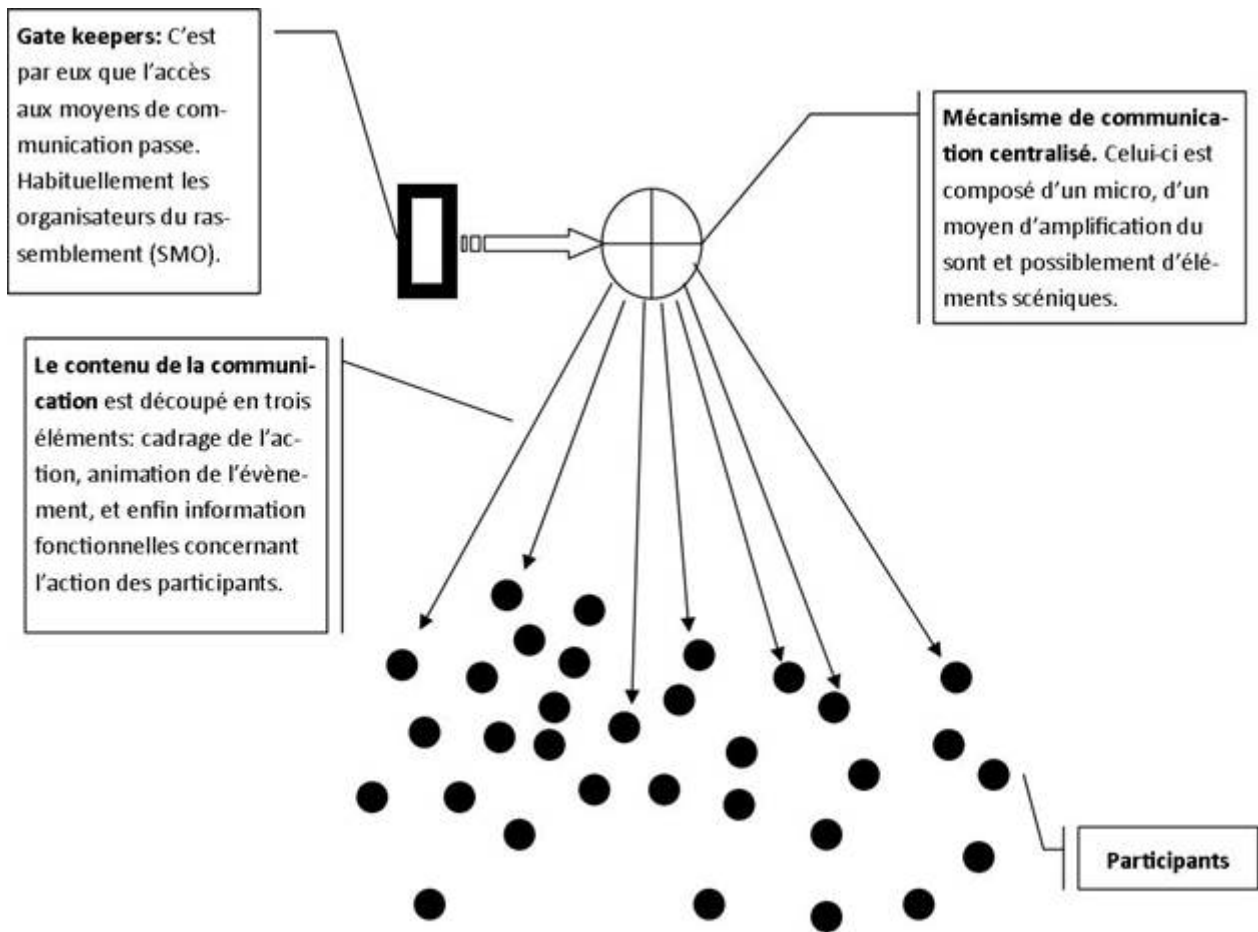 Gate keepers: C’est
par eux que l’accès
aux moyens de com-
munication passe.
Habituellement les
organisateurs du ras-
semblement (SMO).
Mécanisme de communica-
tion centralisé. Celui-ci est
composé d’un micro, d’un
moyen d’amplification du
sont et possiblement d’élé-
ments scéniques.
Le contenu de la communi-
cation est découpé en trois
éléments: cadrage de l’ac-
tion, animation de l’évène-
ment, et enfin information
fonctionnelles concernant
l’action des participants.
Participants